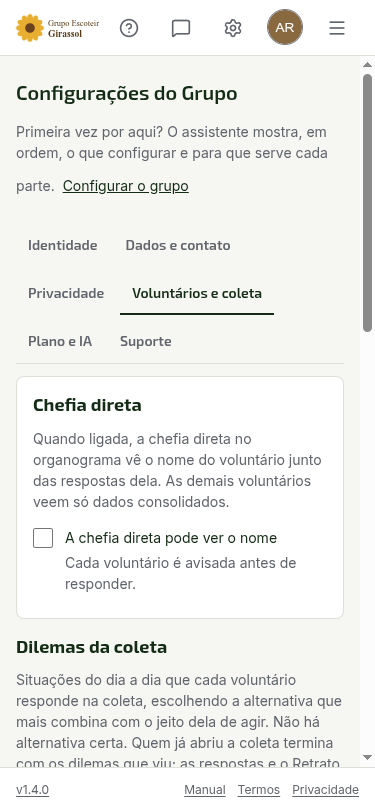 Grupo Escoteiro
Girassol
AR
Configurações do Grupo
Primeira vez por aqui? O assistente mostra, em
ordem, o que configurar e para que serve cada
parte. Configurar o grupo
Identidade Dados e contato
Privacidade Voluntários e coleta
Plano e IA Suporte
Chefia direta
Quando ligada, a chefia direta no
organograma vê o nome do voluntário junto
das respostas dela. As demais voluntários
veem só dados consolidados.
A chefia direta pode ver o nome
Cada voluntário é avisada antes de
responder.
Dilemas da coleta
Situações do dia a dia que cada voluntário
responde na coleta, escolhendo a alternativa que
mais combina com o jeito dela de agir. Não há
alternativa certa. Quem já abriu a coleta termina
com os dilemas que viu; as respostas e o Retrato
v1.4.0 Manual Termos Privacidade